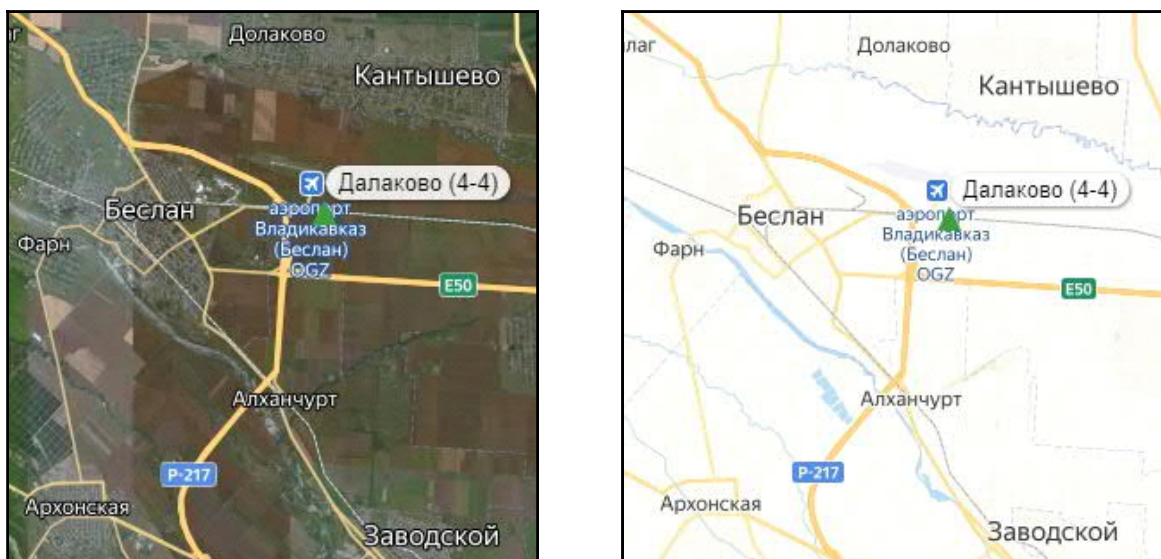 аг
Долаково
Кантышево
Далаково (4-4)
Беслан
аэропорт
Владикавказ
(Беслан)
OGZ
Фарн
E50
Алханчурт
Р-217
Архонская
Заводской
лаг
Долаково
Кантышево
Далаково (4-4)
Беслан
аэропорт
Владикавказ
(Беслан)
OGZ
Фарн
E50
Алханчурт
Р-217
Архонская
Заводской